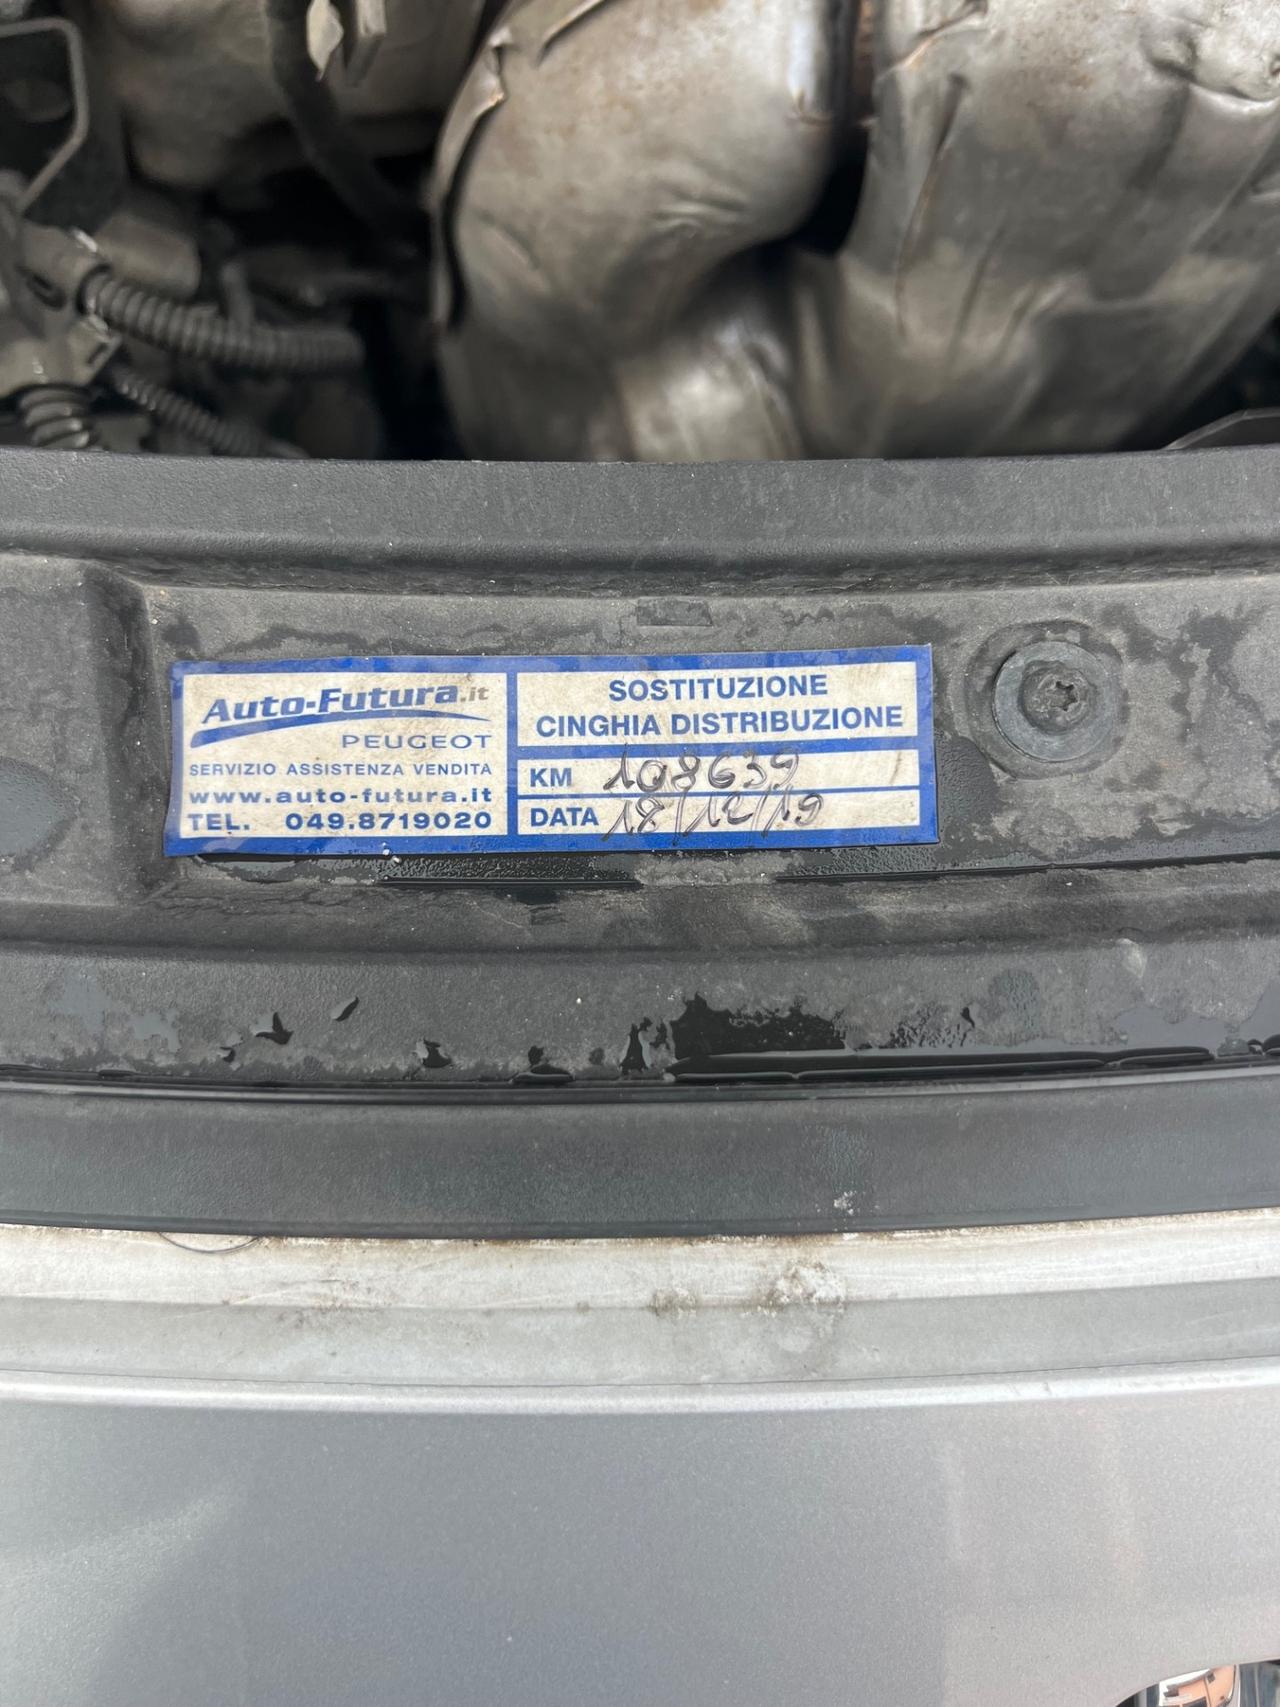 Auto-Futura.it
PEUGEOT
SERVIZIO ASSISTENZA VENDITA
www.auto-futura.it
TEL. 049.8719020
SOSTITUZIONE
CINGHIA DISTRIBUZIONE
KM 108639
DATA 18/12/19